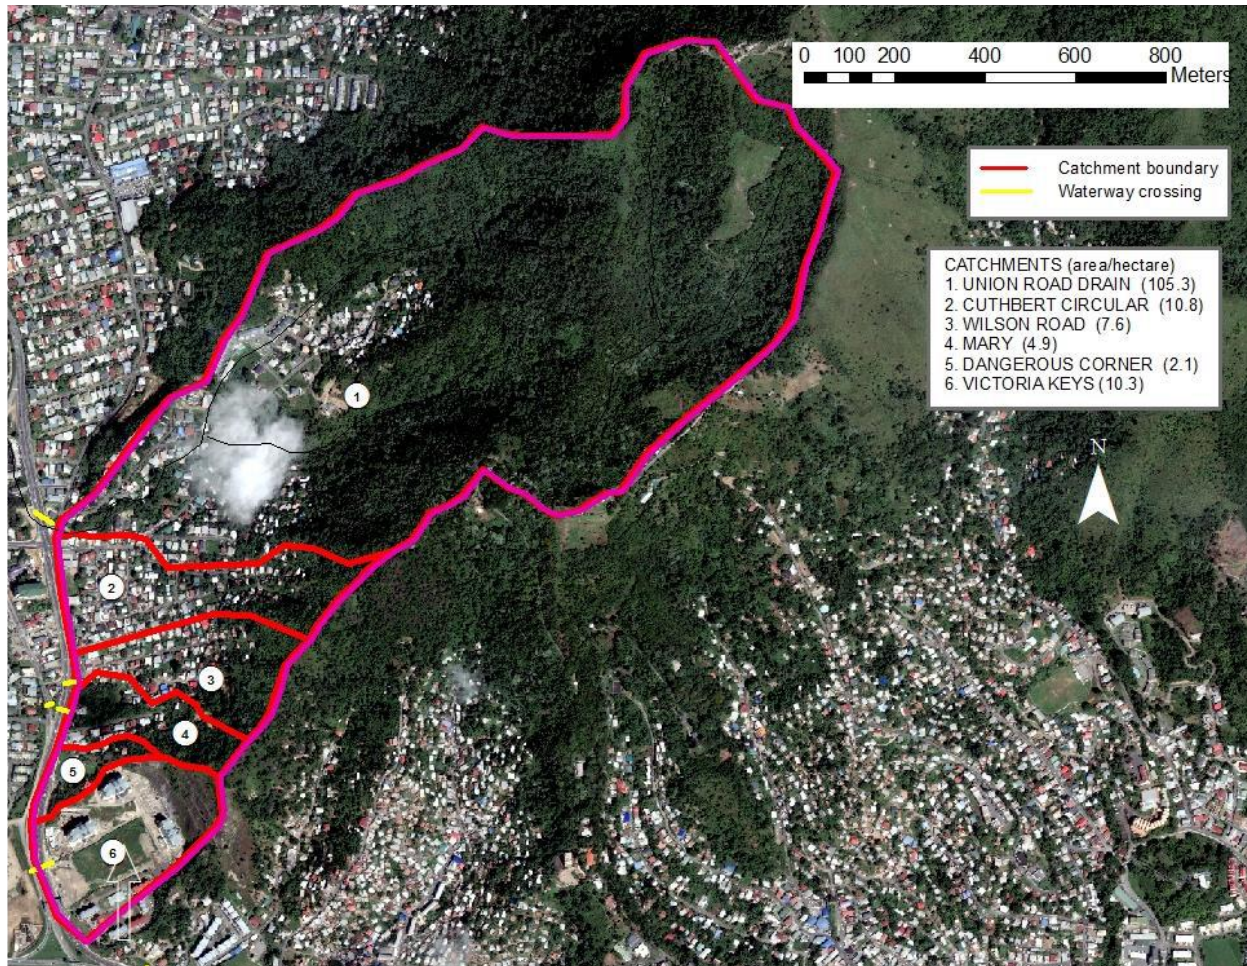 0 100 200 400 600 800
Meters
Catchment boundary
Waterway crossing
CATCHMENTS (area/hectare)
1. UNION ROAD DRAIN (105.3)
2. CUTHBERT CIRCULAR (10.8)
3. WILSON ROAD (7.6)
4. MARY (4.9)
5. DANGEROUS CORNER (2.1)
6. VICTORIA KEYS (10.3)
1
N
2
3
4
5
6